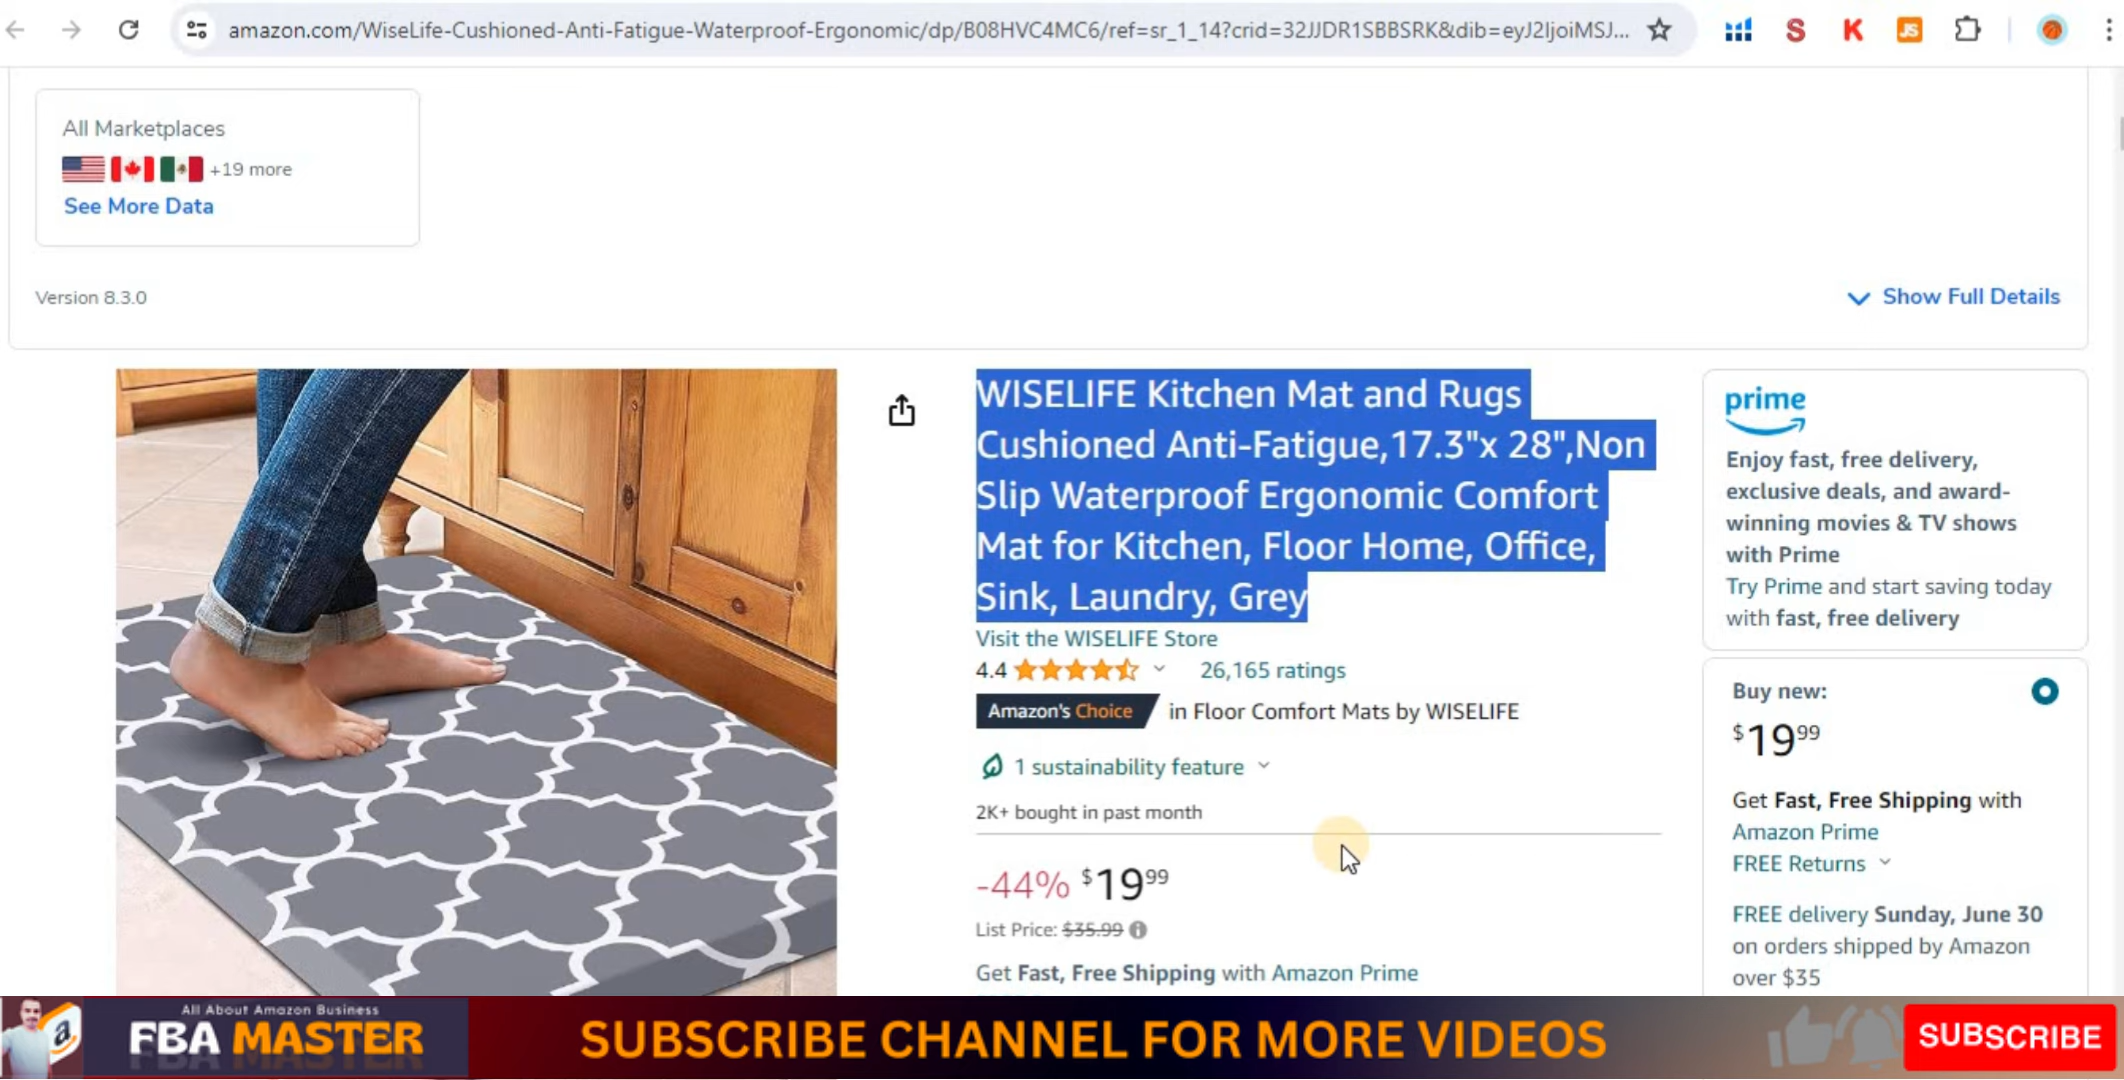 amazon.com/WiseLife-Cushioned-Anti-Fatigue-Waterproof-Ergonomic/dp/B08HVC4MC6/ref=sr_1_14?crid=32JJDR1SBBSRK&dib=eyJ2IjoiMSJ...
S K JS
All Marketplaces
+19 more
See More Data
Version 8.3.0
Show Full Details
WISELIFE Kitchen Mat and Rugs
Cushioned Anti-Fatigue,17.3"x 28",Non
Slip Waterproof Ergonomic Comfort
Mat for Kitchen, Floor Home, Office,
Sink, Laundry, Grey
Visit the WISELIFE Store
4.4
26,165 ratings
Amazon's Choice in Floor Comfort Mats by WISELIFE
1 sustainability feature
2K+ bought in past month
-44% $19 99
List Price: $35.99
Get Fast, Free Shipping with Amazon Prime
prime
Enjoy fast, free delivery,
exclusive deals, and award-
winning movies & TV shows
with Prime
Try Prime and start saving today
with fast, free delivery
Buy new:
$19 99
Get Fast, Free Shipping with
Amazon Prime
FREE Returns
FREE delivery Sunday, June 30
on orders shipped by Amazon
over $35
a
All About Amazon Business
FBA MASTER
SUBSCRIBE CHANNEL FOR MORE VIDEOS
SUBSCRIBE